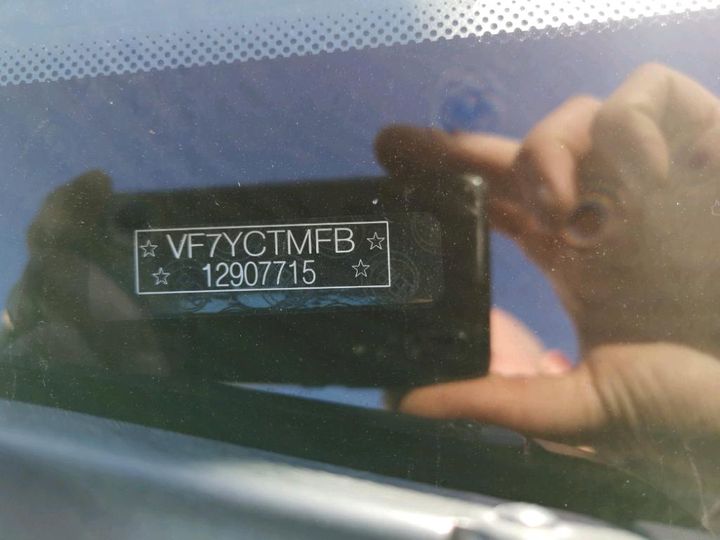 ☆ VF7YCTMFB ☆
☆ 12907715 ☆